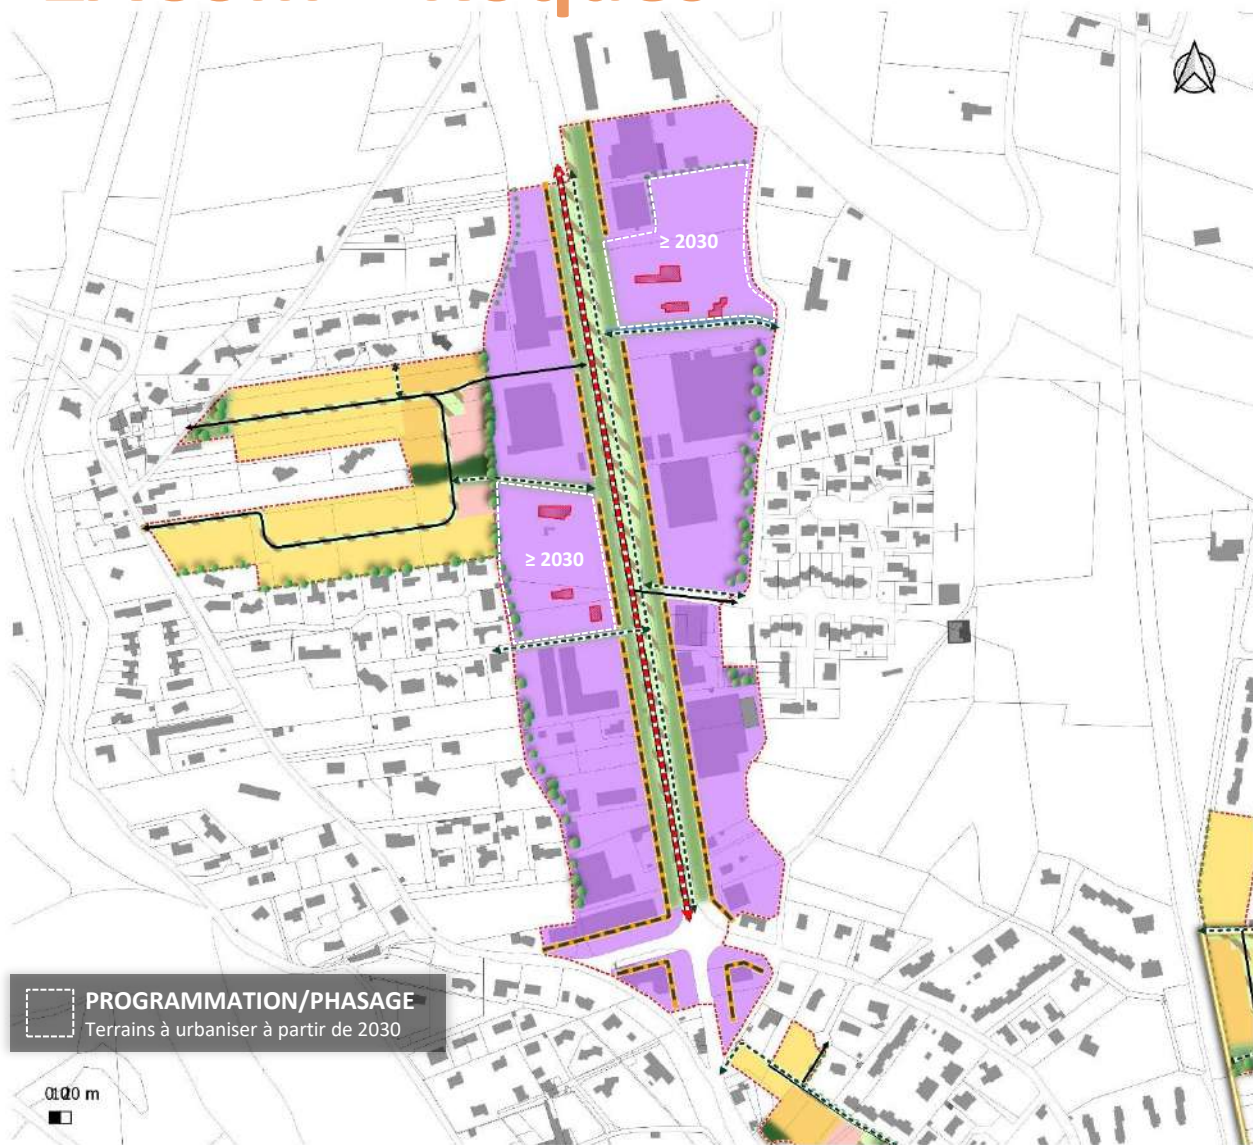 ≥ 2030
≥ 2030
PROGRAMMATION/PHASAGE
Terrains à urbaniser à partir de 2030
m